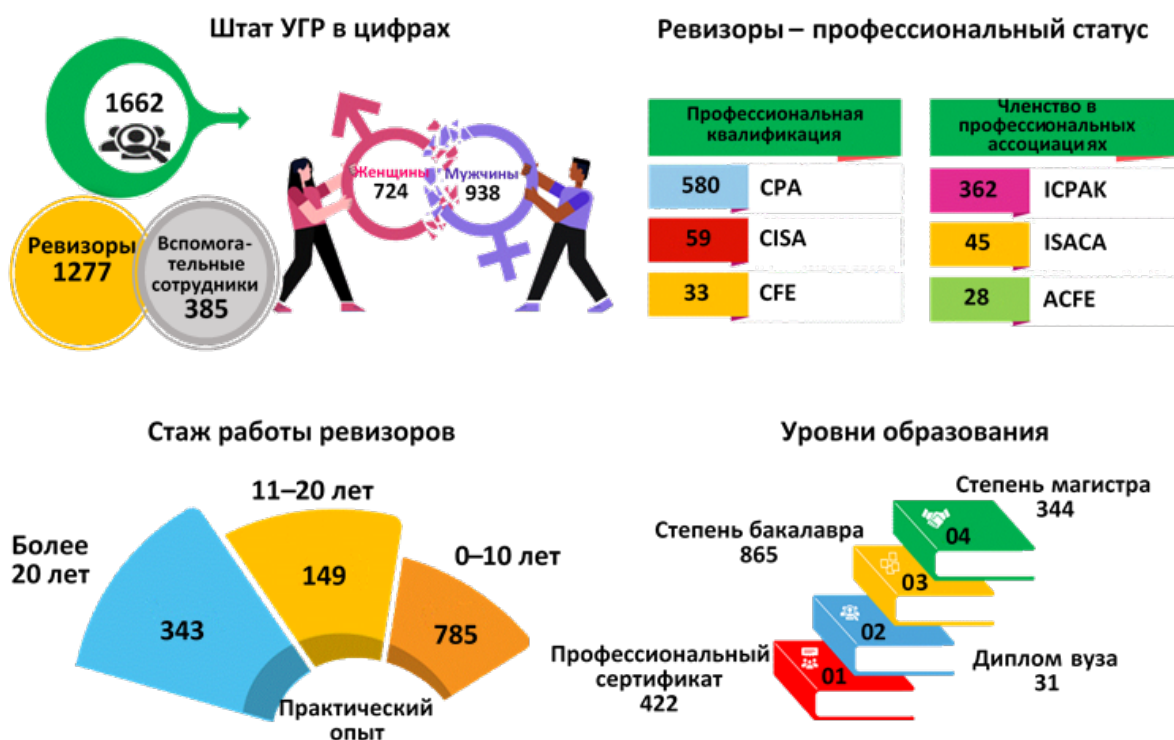 Штат УГР в цифрах
1662
Женщины
724
Мужчины
938
Ревизоры
1277
Вспомога-
тельные
сотрудники
385
Ревизоры – профессиональный статус
Профессиональная
квалификация
580 CPA
59 CISA
33 CFE
Членство в
профессиональных
ассоциациях
362 ICPAK
45 ISACA
28 ACFE
Стаж работы ревизоров
Более
20 лет
343
11–20 лет
149
0–10 лет
785
Практический
опыт
Уровни образования
Степень магистра
344
04
Степень бакалавра
865
03
02
Диплом вуза
31
Профессиональный
сертификат
422
01